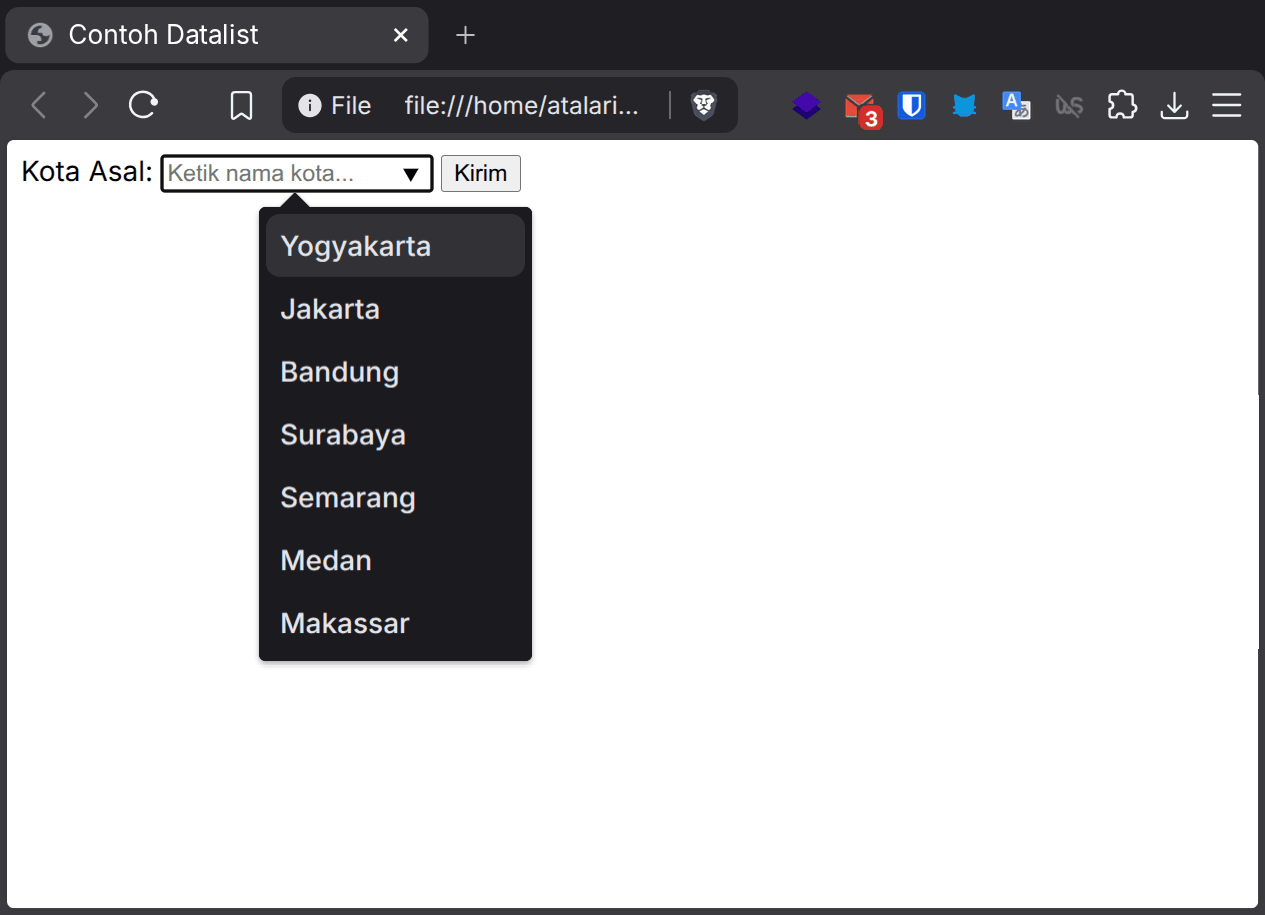 Contoh Datalist
File file:///home/atalari...
3
Kota Asal: Ketik nama kota... Kirim
Yogyakarta
Jakarta
Bandung
Surabaya
Semarang
Medan
Makassar